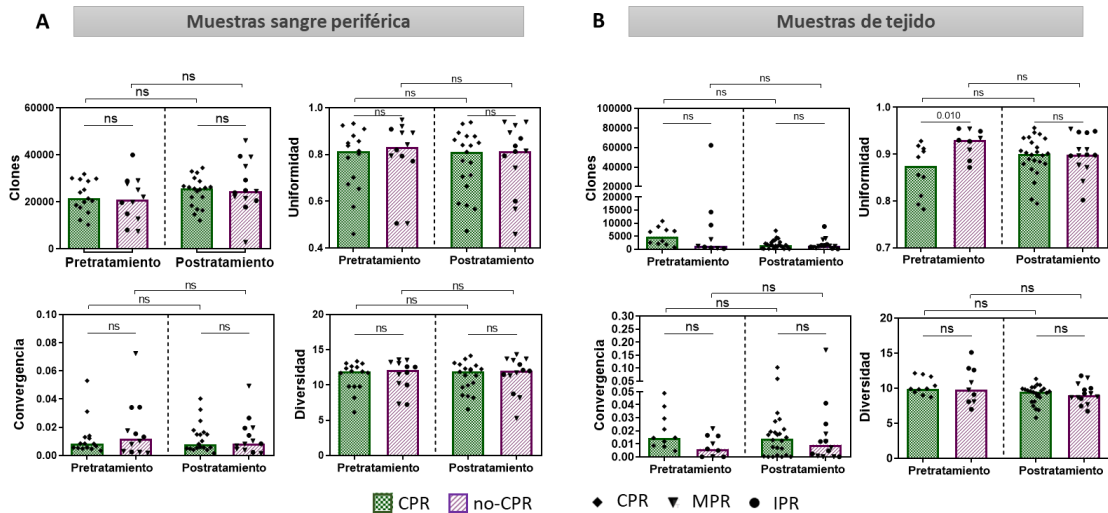 A
Muestras sangre periférica
ns
ns
ns
ns
60000
40000
20000
0
Clones
Pretratamiento
Postratamiento
ns
ns
ns
ns
1.0
0.8
0.6
0.4
Uniformidad
Pretratamiento
Postratamiento
ns
ns
ns
ns
0.10
0.08
0.06
0.04
0.02
0.00
Convergencia
Pretratamiento
Postratamiento
ns
ns
ns
ns
20
15
10
5
0
Diversidad
Pretratamiento
Postratamiento
B
Muestras de tejido
ns
ns
ns
ns
100000
90000
80000
70000
60000
50000
40000
30000
20000
10000
20000
15000
10000
5000
0
Clones
Pretratamiento
Postratamiento
ns
ns
0.010
ns
1.0
0.9
0.8
0.7
Uniformidad
Pretratamiento
Postratamiento
ns
ns
ns
ns
0.30
0.25
0.20
0.15
0.10
0.05
0.05
0.04
0.03
0.02
0.01
0.00
Convergencia
Pretratamiento
Postratamiento
ns
ns
ns
ns
20
15
10
5
0
Diversidad
Pretratamiento
Postratamiento
CPR no-CPR CPR MPR IPR